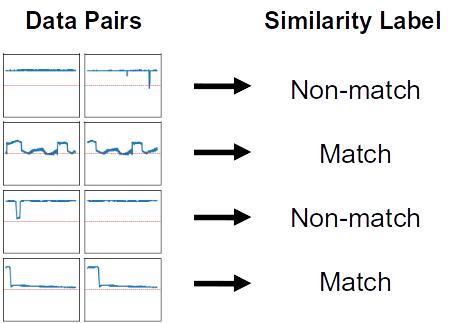 Data Pairs Similarity Label
Non-match
Match
Non-match
Match